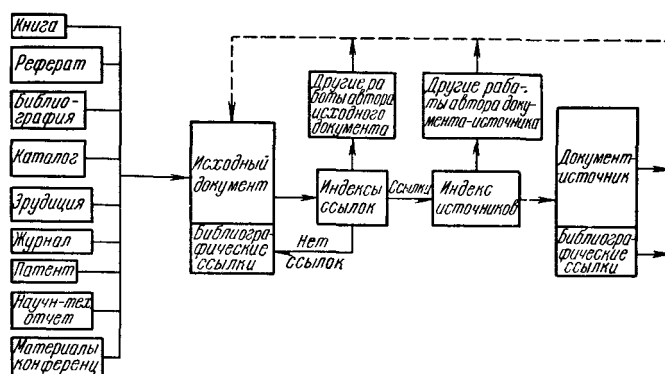 Книга
Реферат
Библио-
графия
Каталог
Эрудиция
Журнал
Патент
Научн-тех.
отчет
Материалы
конференц
Исходный
документ
Библиогра-
фические
ссылки
Другие ра
боты автора
исходного
документа
Индексы
ссылок
Нет
ссылок
Ссылки
Другие рабо-
ты автора доку-
мента-источника
Индекс
источников
Документ-
источник
Библиогра-
фические
ссылки